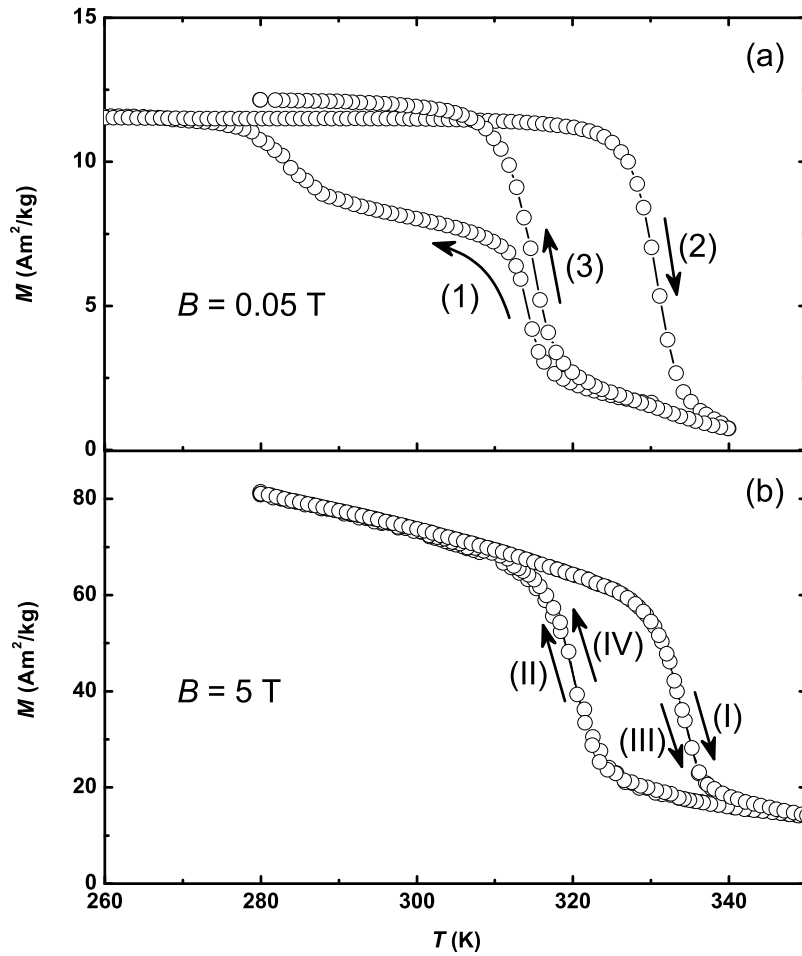 15
(a)
10
M (Am²/kg)
(2)
(3)
(1)
5
B = 0.05 T
0
(b)
80
60
M (Am²/kg)
(IV)
(II)
B = 5 T
40
(I)
(III)
20
0
260 280 300 320 340
T (K)